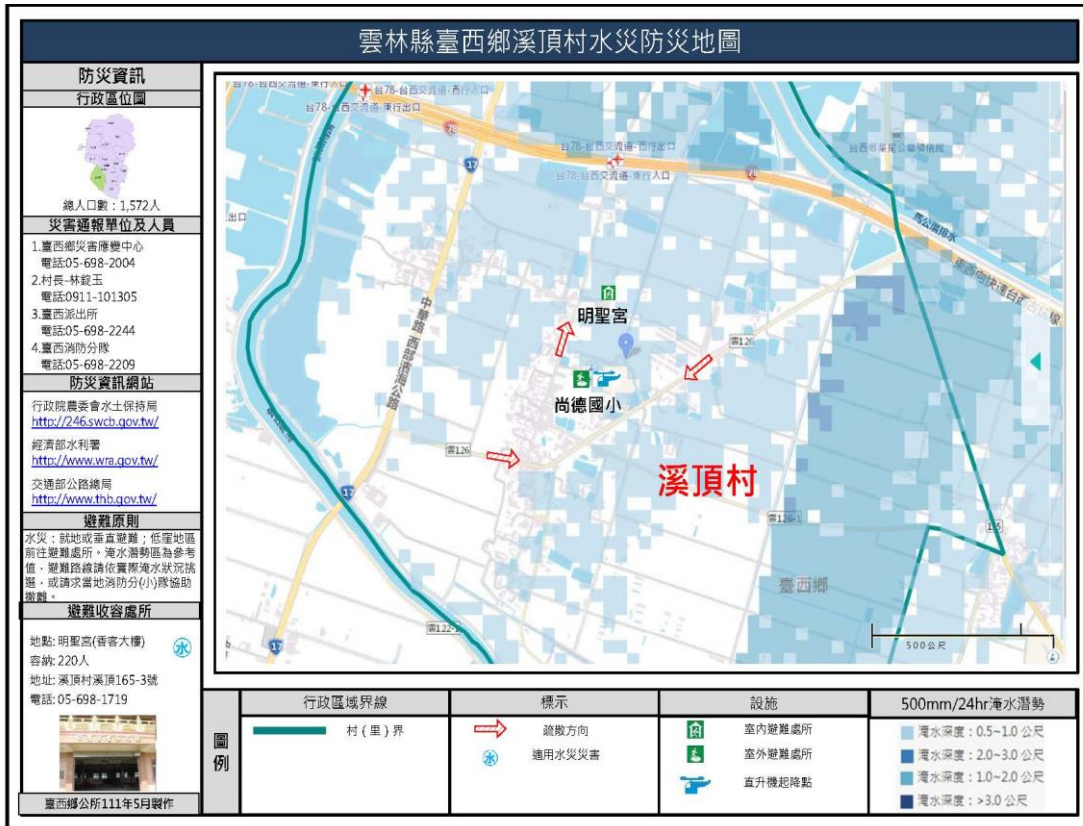 雲林縣臺西鄉溪頂村水災防災地圖
防災資訊
行政區位圖
總人口數：1,572人
災害通報單位及人員
1.臺西鄉災害應變中心
電話:05-698-2004
2.村長-林錠玉
電話:0911-101305
3.臺西派出所
電話:05-698-2244
4.臺西消防分隊
電話:05-698-2209
防災資訊網站
行政院農委會水土保持局
http://246.swcb.gov.tw/
經濟部水利署
http://www.wra.gov.tw/
交通部公路總局
http://www.thb.gov.tw/
避難原則
水災：就地或垂直避難；低窪地區
前往避難處所。淹水潛勢區為參考
值，避難路線請依實際淹水狀況挑
選，或請求當地消防分(小)隊協助
撤離。
避難收容處所
地點: 明聖宮(香客大樓)
水
容納: 220人
地址: 溪頂村溪頂165-3號
電話: 05-698-1719
臺西鄉公所111年5月製作
台78-台西交流道-西行入口
台78-台西交流道-東行出口
78
17
台78-台西交流道-西行出口
台78-台西交流道-東行入口
出口
馬公厝排水
中華路 西部濱海公路
明聖宮
雲126
尚德國小
雲126
溪頂村
17
雲126-1
臺西鄉
17
500公尺
圖例
行政區域界線
村(里)界
標示
疏散方向
水
適用水災災害
設施
室內避難處所
室外避難處所
直升機起降點
500mm/24hr淹水潛勢
淹水深度：0.5~1.0 公尺
淹水深度：2.0~3.0 公尺
淹水深度：1.0~2.0 公尺
淹水深度：>3.0 公尺